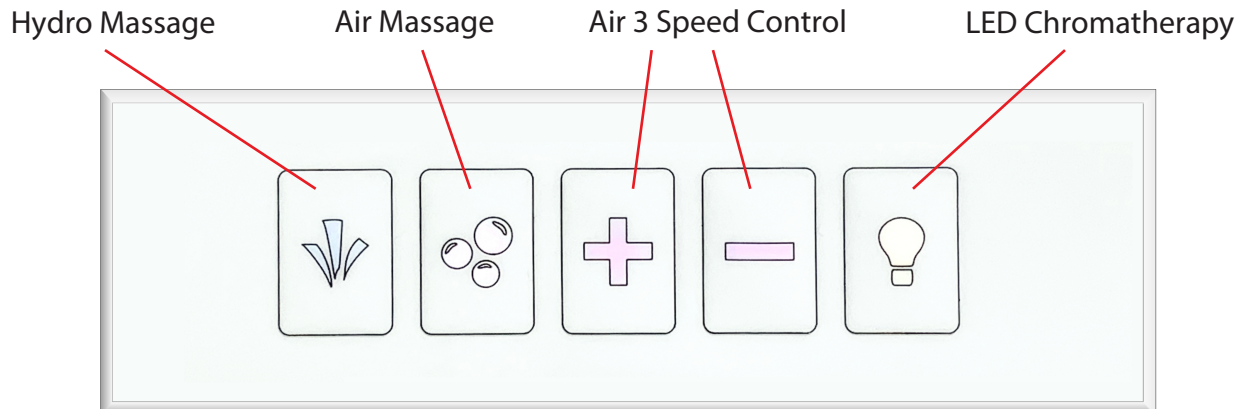 Hydro Massage
Air Massage
Air 3 Speed Control
LED Chromatherapy